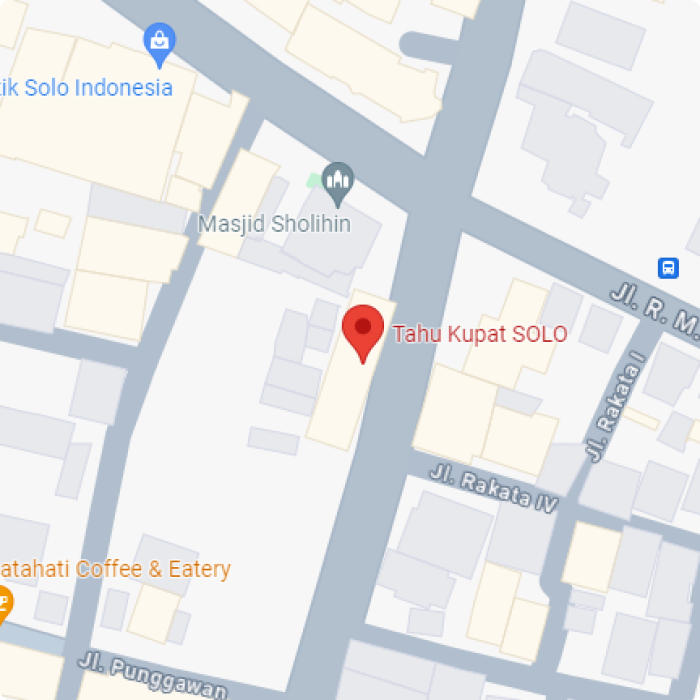 tik Solo Indonesia
Masjid Sholihin
Jl. R. M.
Tahu Kupat SOLO
Jl. Rakata I
Jl. Rakata IV
atahati Coffee & Eatery
Jl. Punggawan